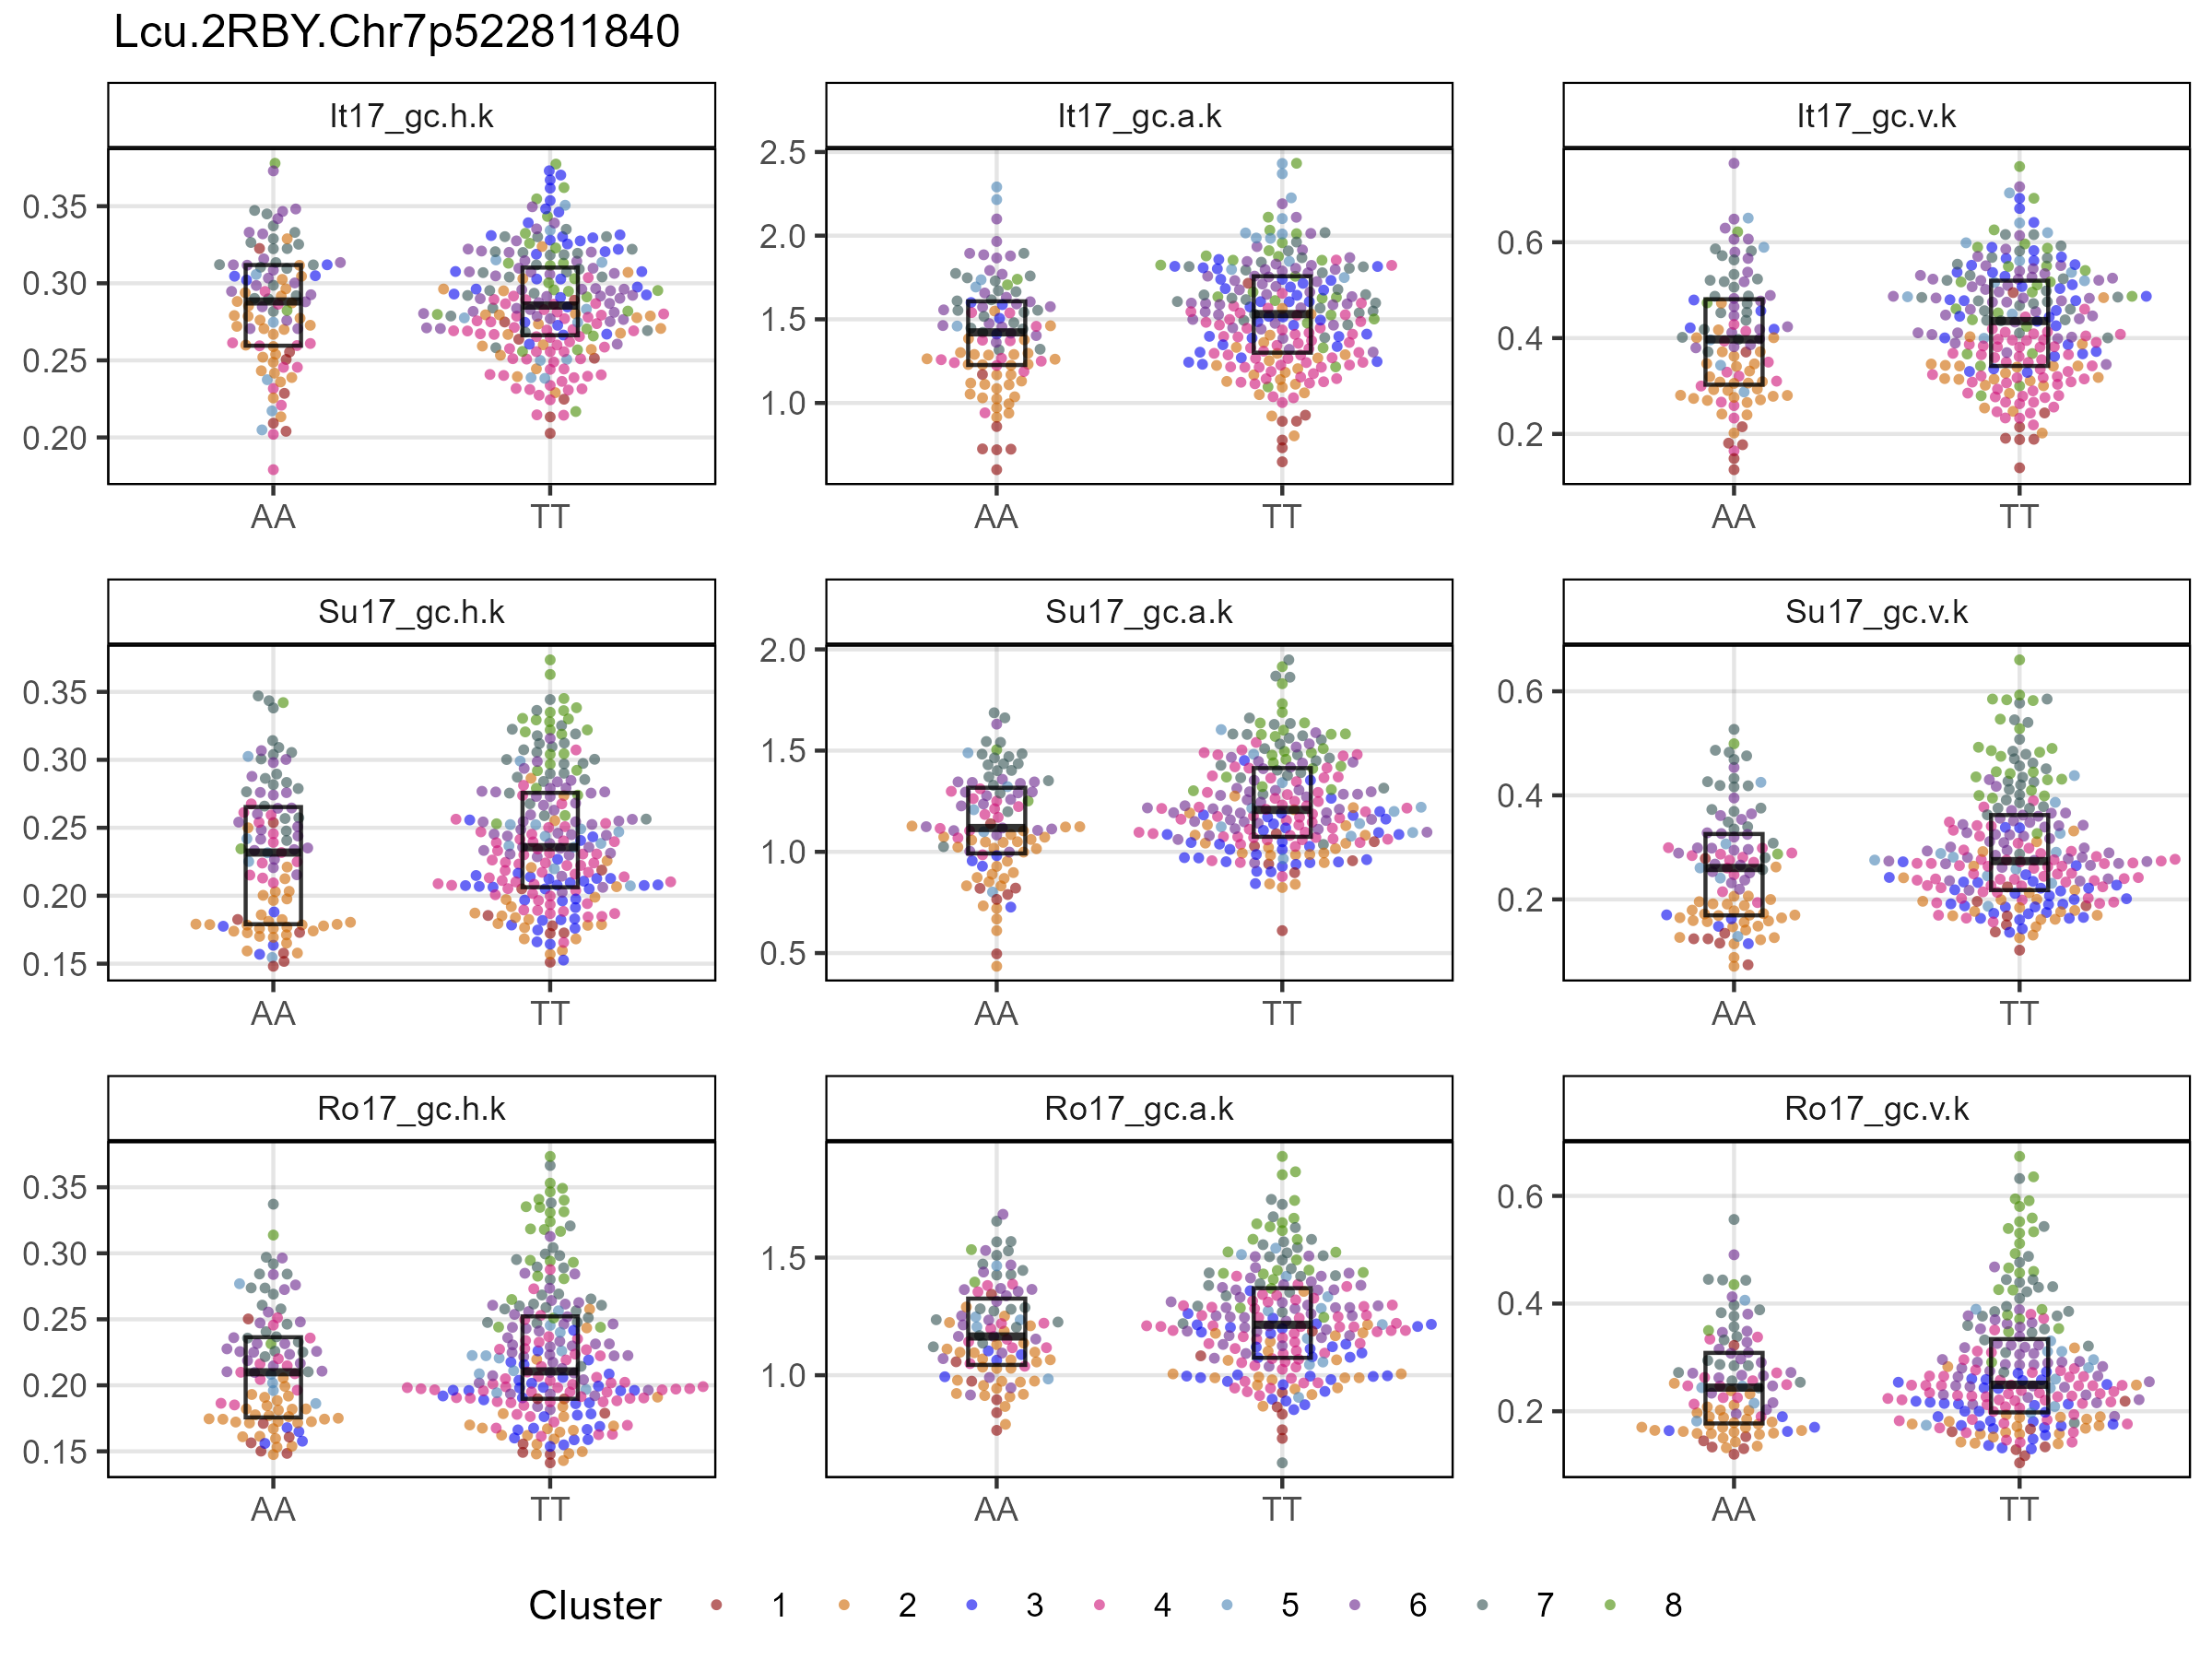 Lcu.2RBY.Chr7p522811840
It17_gc.h.k
It17_gc.a.k
It17_gc.v.k
0.35
0.30
0.25
0.20
AA TT
2.5
2.0
1.5
1.0
AA TT
0.6
0.4
0.2
AA TT
Su17_gc.h.k
Su17_gc.a.k
Su17_gc.v.k
0.35
0.30
0.25
0.20
0.15
AA TT
2.0
1.5
1.0
0.5
AA TT
0.6
0.4
0.2
AA TT
Ro17_gc.h.k
Ro17_gc.a.k
Ro17_gc.v.k
0.35
0.30
0.25
0.20
0.15
AA TT
1.5
1.0
AA TT
0.6
0.4
0.2
AA TT
Cluster 1 2 3 4 5 6 7 8